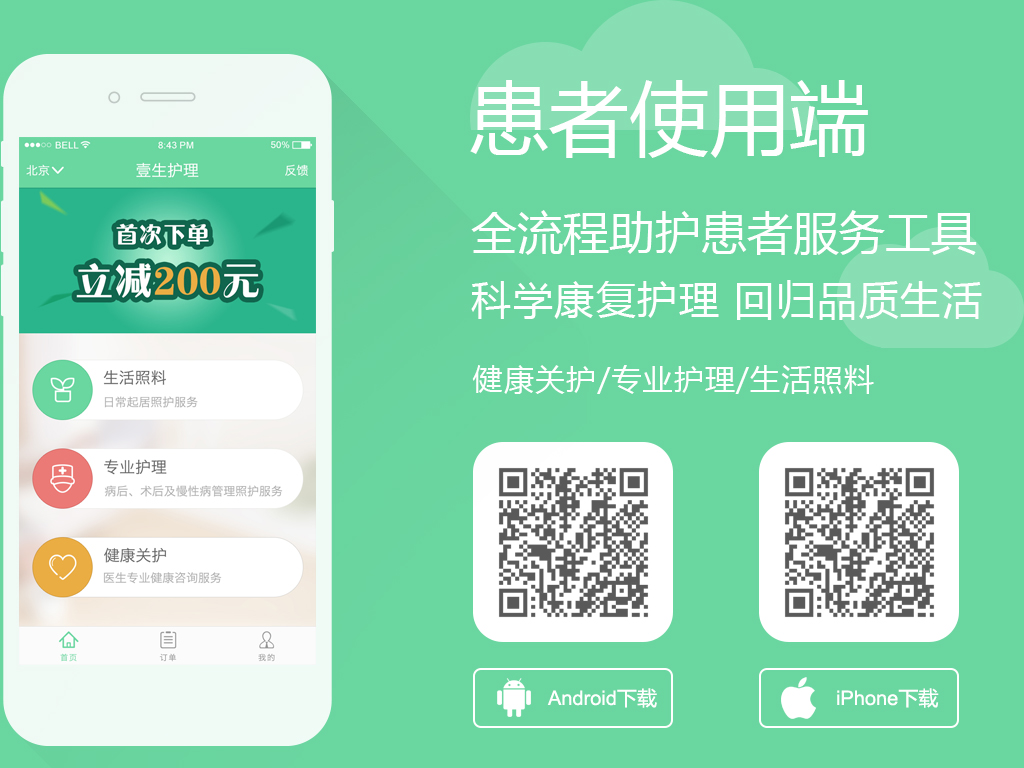 BELL 8:43 PM 50%
北京 壹生护理 反馈
首次下单
立减200元
生活照料
日常起居照护服务
专业护理
病后、术后及慢性病管理照护服务
健康关护
医生专业健康咨询服务
首页 订单 我的
患者使用端
全流程助护患者服务工具
科学康复护理 回归品质生活
健康关护/专业护理/生活照料
Android下载 iPhone下载